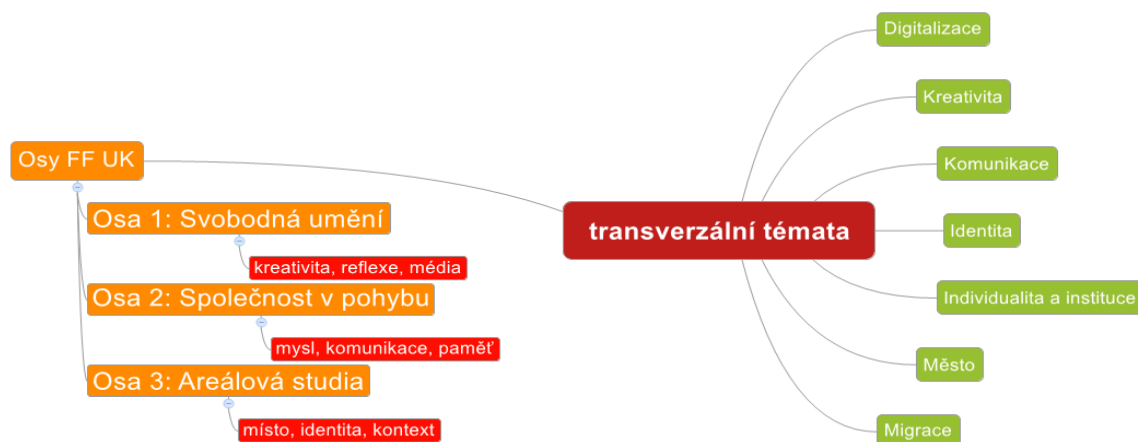 Osy FF UK
Osa 1: Svobodná umění
kreativita, reflexe, média
Osa 2: Společnost v pohybu
mysl, komunikace, paměť
Osa 3: Areálová studia
místo, identita, kontext
transverzální témata
Digitalizace
Kreativita
Komunikace
Identita
Individualita a instituce
Město
Migrace